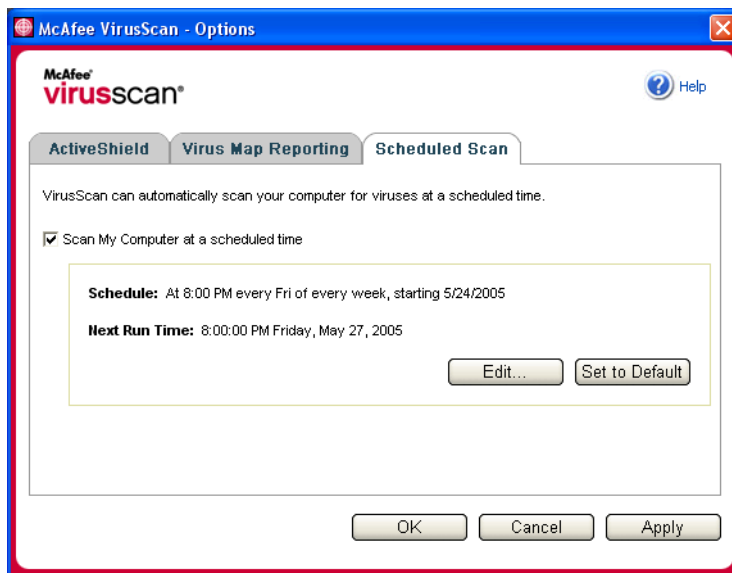 McAfee VirusScan - Options
McAfee®
virusscan®
Help
ActiveShield
Virus Map Reporting
Scheduled Scan
VirusScan can automatically scan your computer for viruses at a scheduled time.
Scan My Computer at a scheduled time
Schedule: At 8:00 PM every Fri of every week, starting 5/24/2005
Next Run Time: 8:00:00 PM Friday, May 27, 2005
Edit...
Set to Default
OK
Cancel
Apply